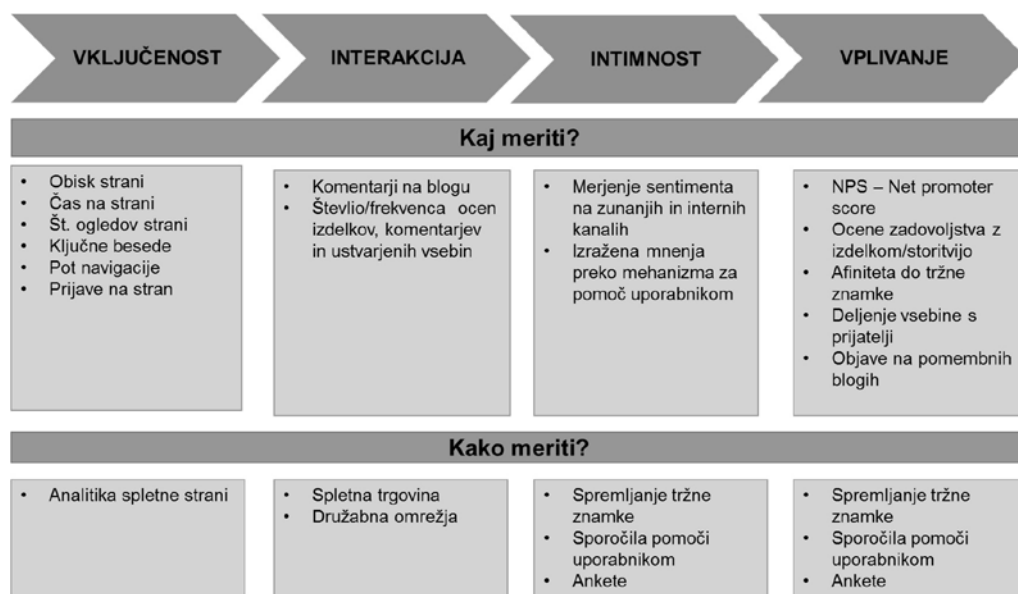 VKLJUČENOST
INTERAKCIJA
INTIMNOST
VPLIVANJE
Kaj meriti?
• Obisk strani
• Čas na strani
• Št. ogledov strani
• Ključne besede
• Pot navigacije
• Prijave na stran
• Komentarji na blogu
• Število/frekvenca ocen
izdelkov, komentarjev
in ustvarjenih vsebin
• Merjenje sentimenta
na zunanjih in internih
kanalih
• Izražena mnenja
preko mehanizma za
pomoč uporabnikom
• NPS – Net promoter
score
• Ocene zadovoljstva z
izdelkom/storitvijo
• Afiniteta do tržne
znamke
• Deljenje vsebine s
prijatelji
• Objave na pomembnih
blogih
Kako meriti?
• Analitika spletne strani
• Spletna trgovina
• Družabna omrežja
• Spremljanje tržne
znamke
• Sporočila pomoči
uporabnikom
• Ankete
• Spremljanje tržne
znamke
• Sporočila pomoči
uporabnikom
• Ankete